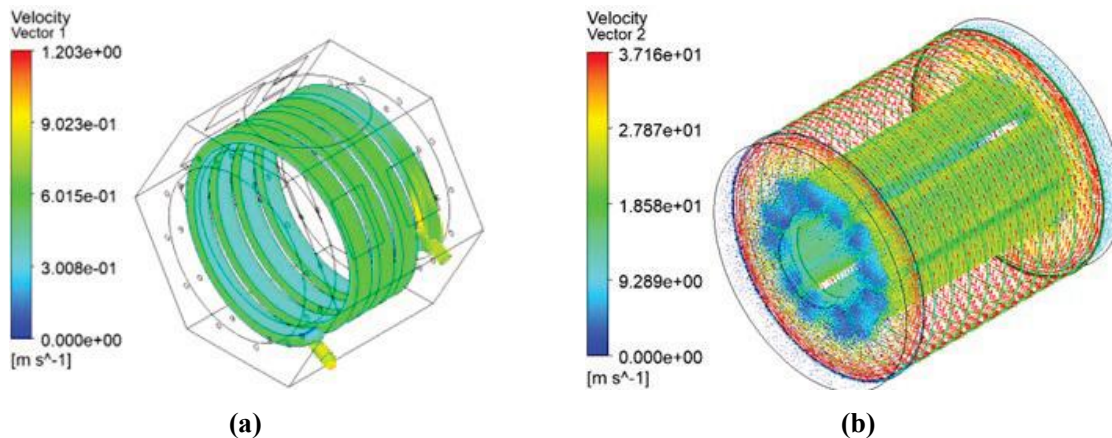 Velocity
Vector 1
1.203e+00
9.023e-01
6.015e-01
3.008e-01
0.000e+00
[m s^-1]
(a)
Velocity
Vector 2
3.716e+01
2.787e+01
1.858e+01
9.289e+00
0.000e+00
[m s^-1]
(b)